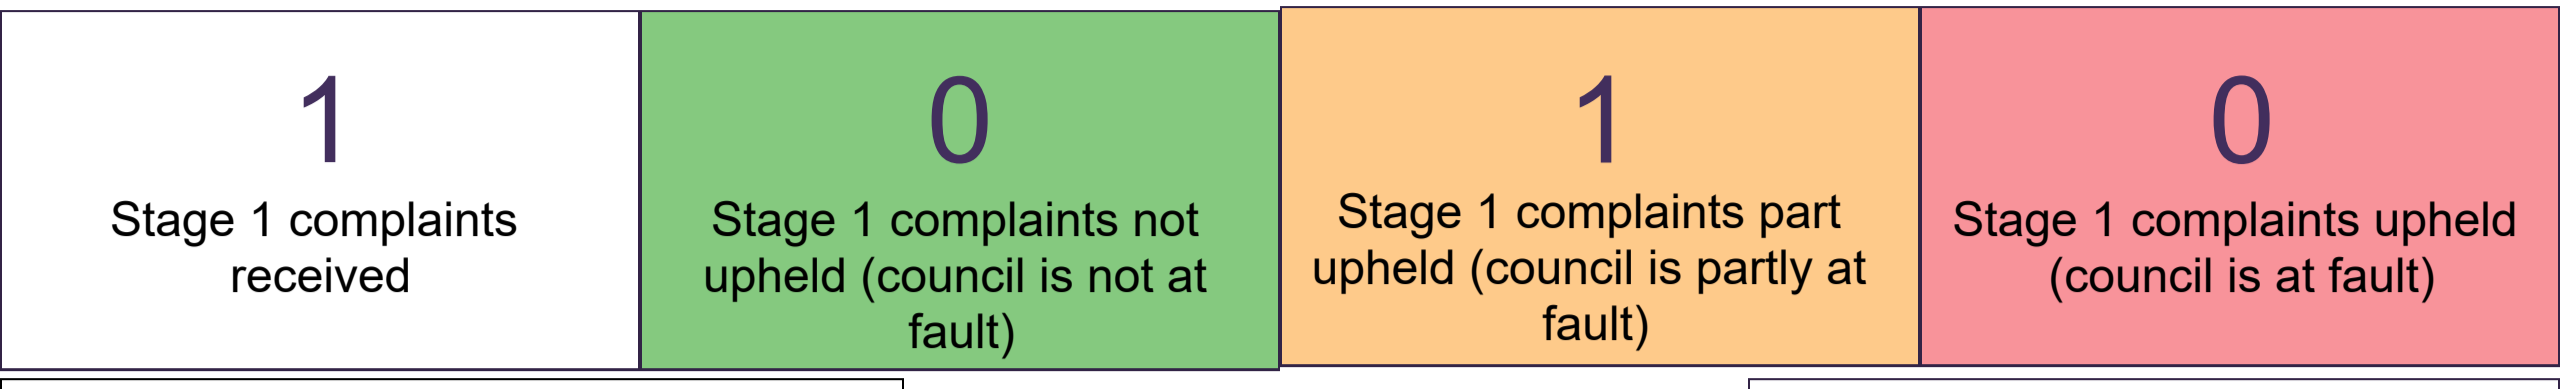 1
Stage 1 complaints
received
0
Stage 1 complaints not
upheld (council is not at
fault)
1
Stage 1 complaints part
upheld (council is partly at
fault)
0
Stage 1 complaints upheld
(council is at fault)